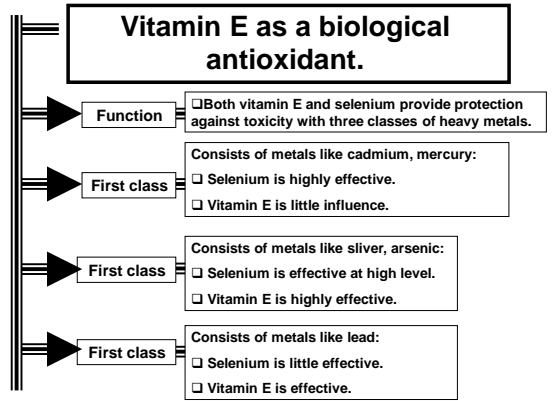 Vitamin E as a biological
antioxidant.
Function
❑Both vitamin E and selenium provide protection
against toxicity with three classes of heavy metals.
First class
Consists of metals like cadmium, mercury:
❑ Selenium is highly effective.
❑ Vitamin E is little influence.
First class
Consists of metals like sliver, arsenic:
❑ Selenium is effective at high level.
❑ Vitamin E is highly effective.
First class
Consists of metals like lead:
❑ Selenium is little effective.
❑ Vitamin E is effective.